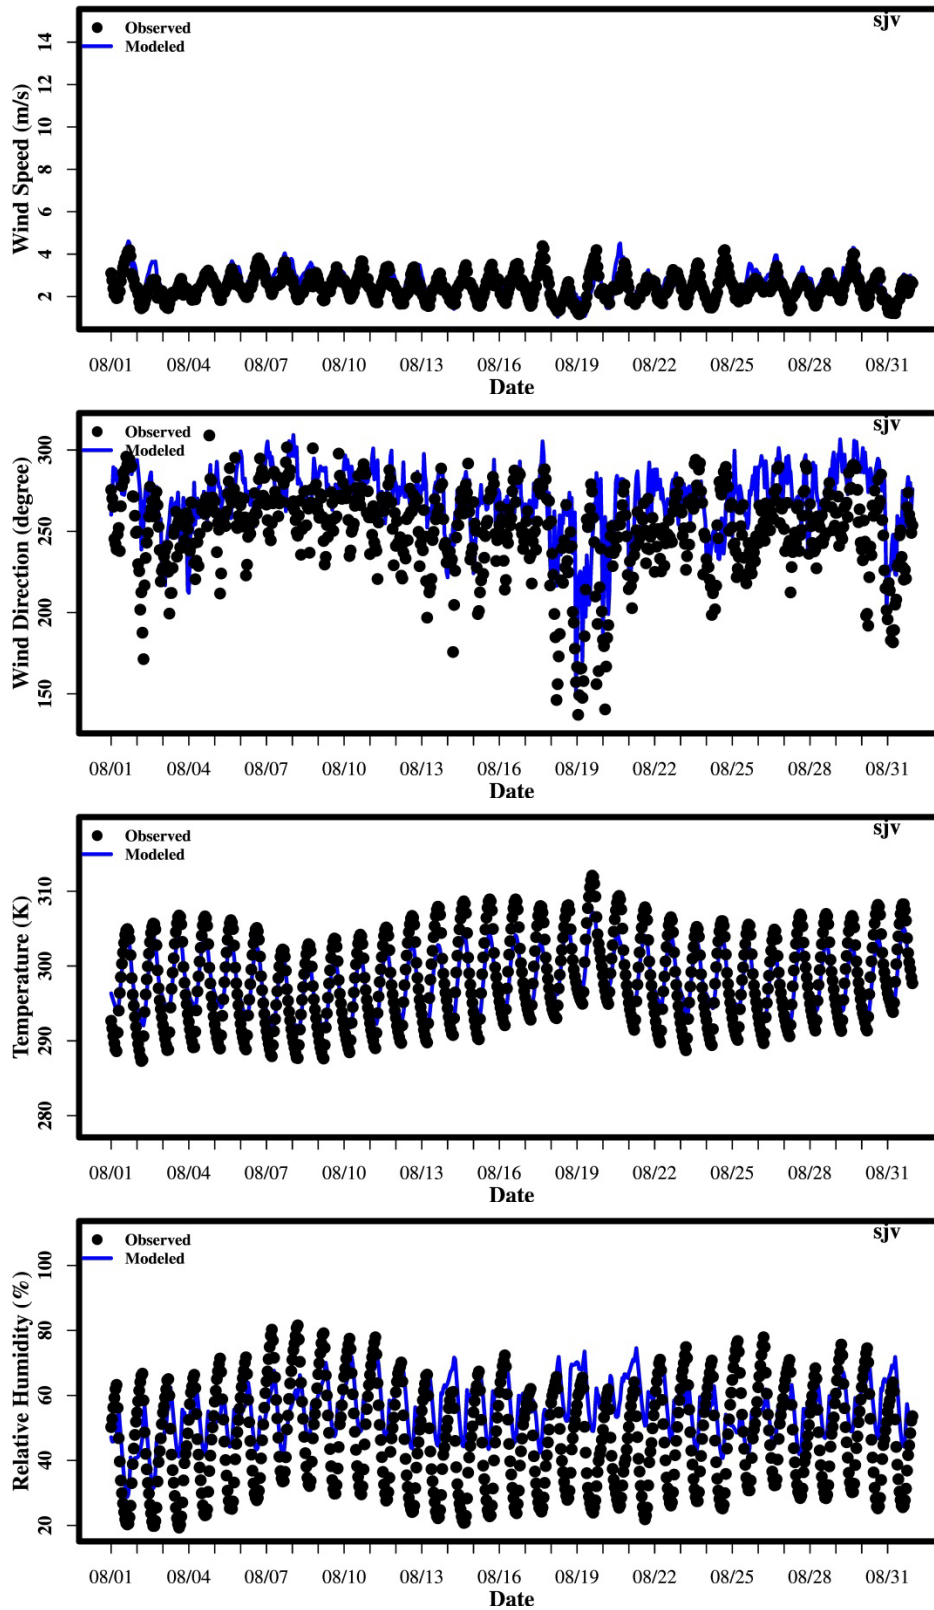 sjv
Observed
Modeled
Wind Speed (m/s)
14
12
10
8
6
4
2
08/01 08/04 08/07 08/10 08/13 08/16 08/19 08/22 08/25 08/28 08/31
Date
sjv
Observed
Modeled
Wind Direction (degree)
300
250
200
150
08/01 08/04 08/07 08/10 08/13 08/16 08/19 08/22 08/25 08/28 08/31
Date
sjv
Observed
Modeled
Temperature (K)
310
300
290
280
08/01 08/04 08/07 08/10 08/13 08/16 08/19 08/22 08/25 08/28 08/31
Date
sjv
Observed
Modeled
Relative Humidity (%)
100
80
60
40
20
08/01 08/04 08/07 08/10 08/13 08/16 08/19 08/22 08/25 08/28 08/31
Date